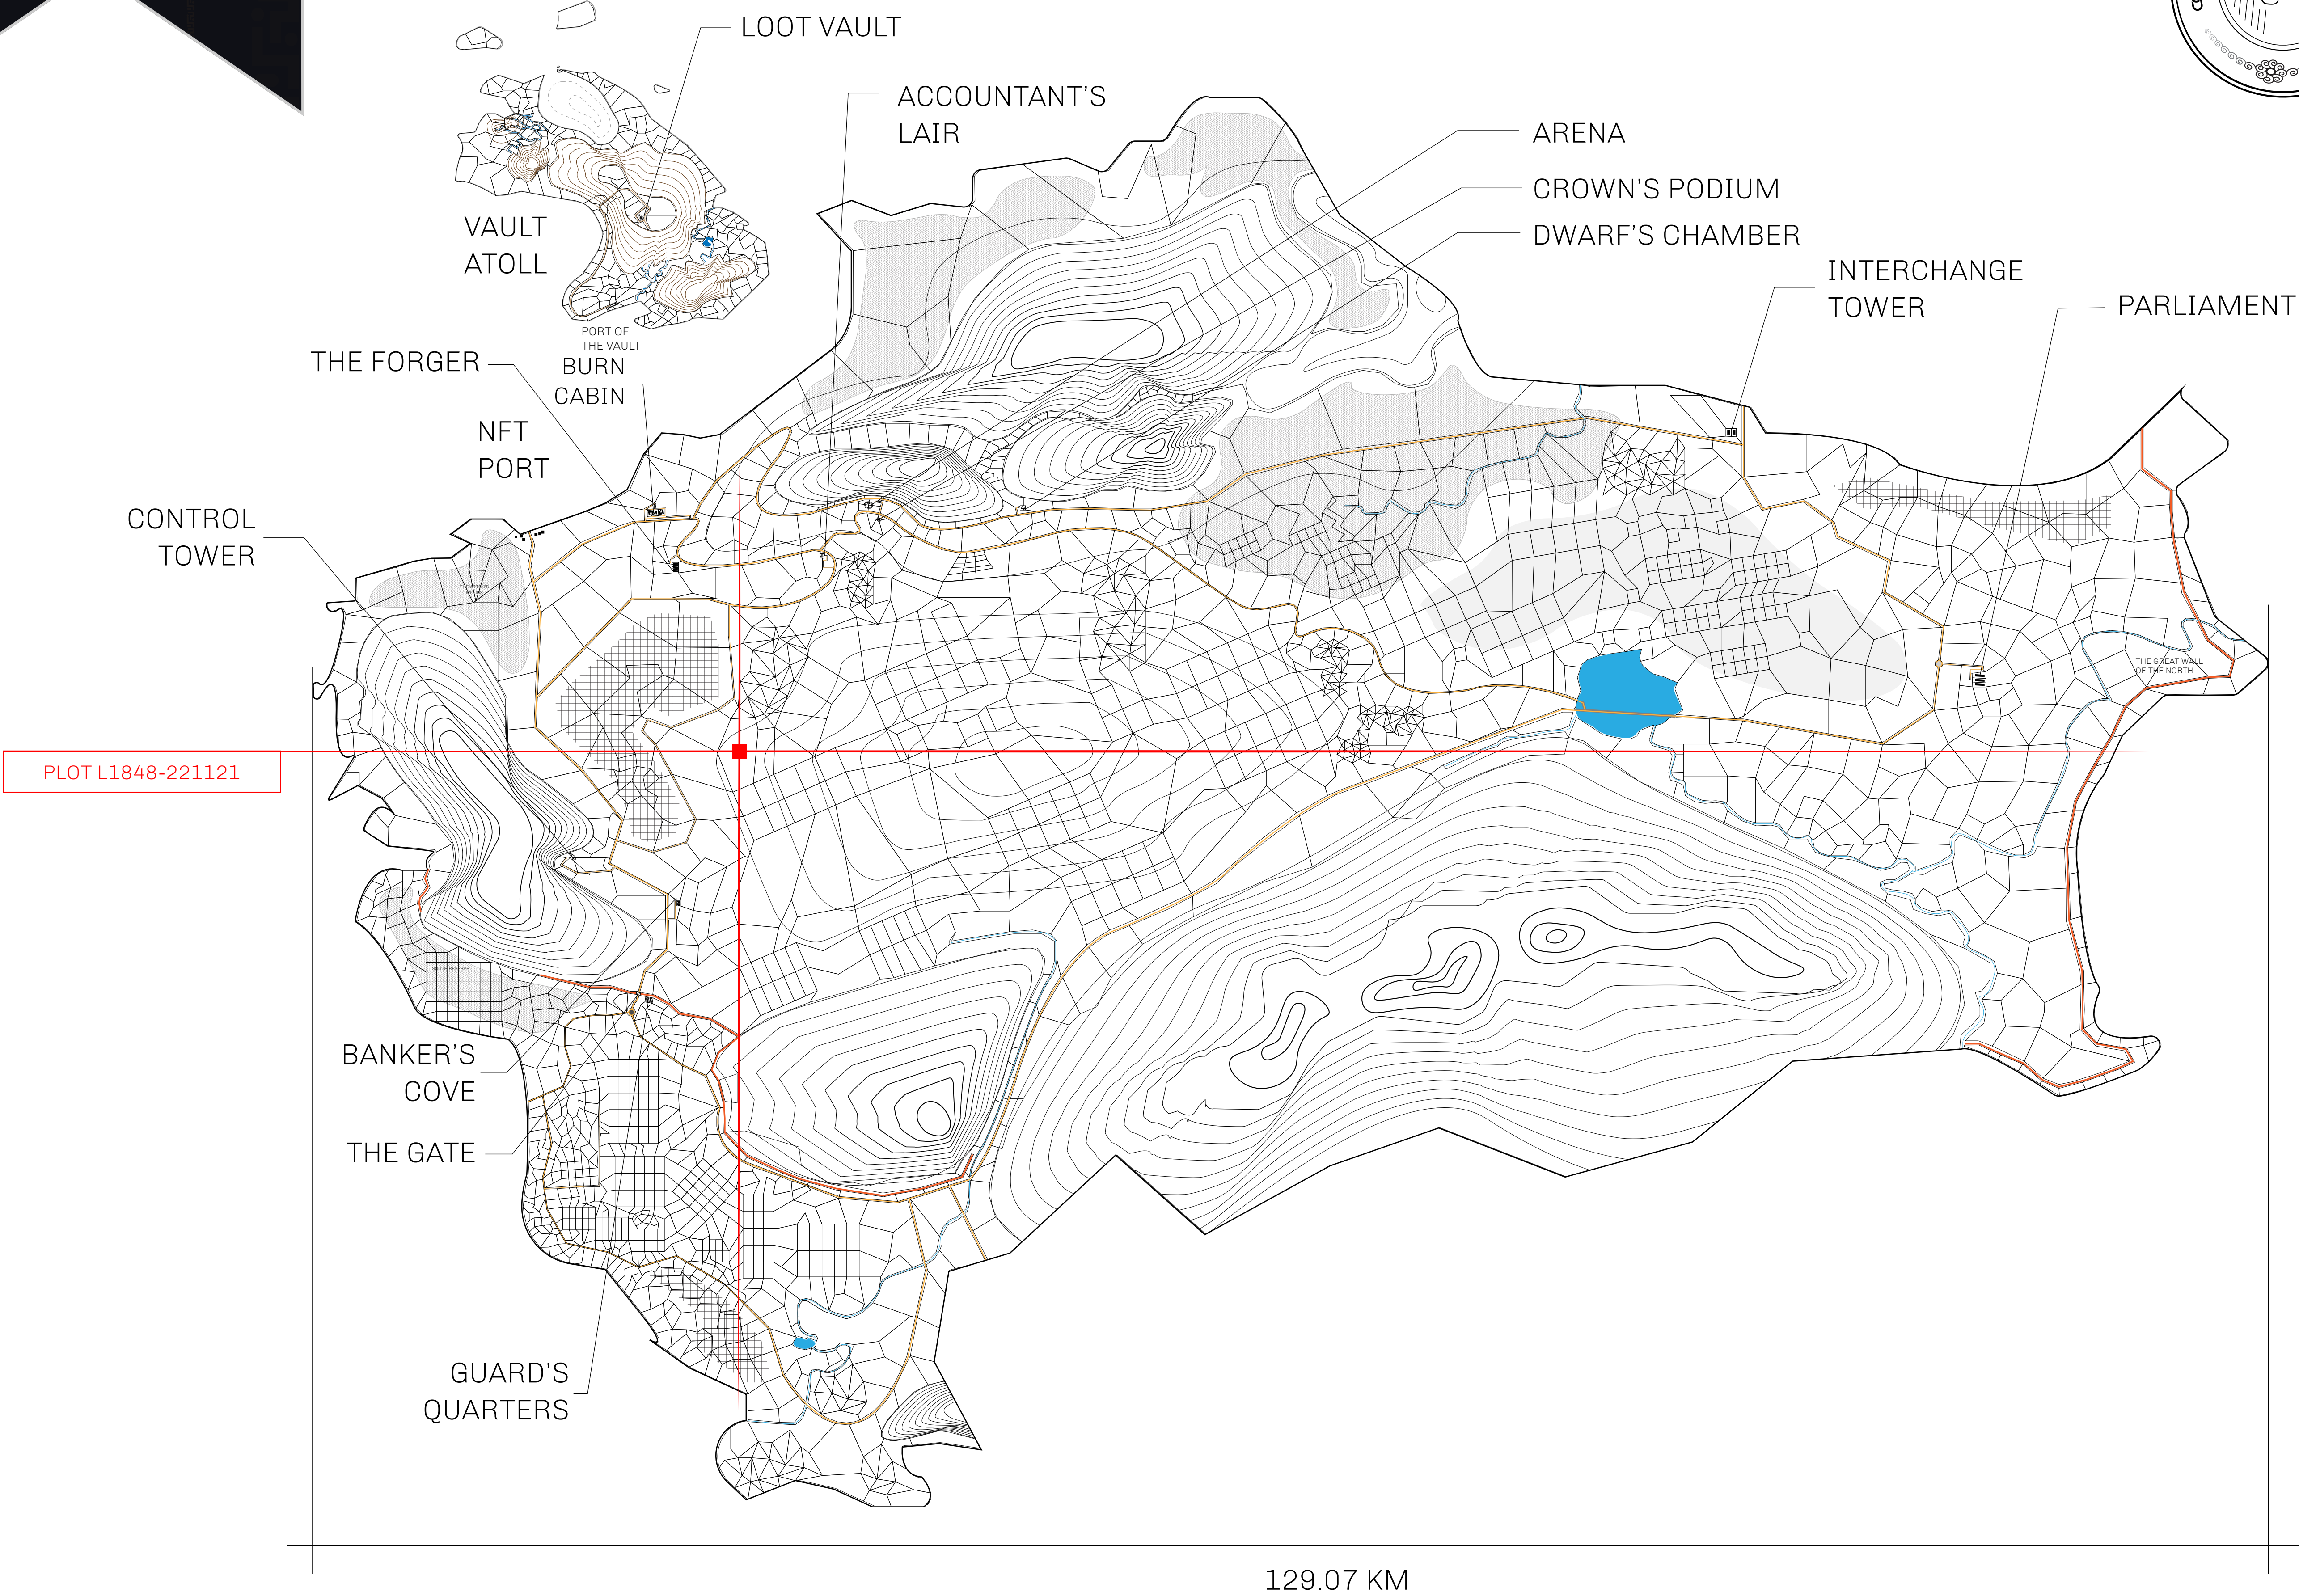 LOOT VAULT
ACCOUNTANT'S
LAIR
ARENA
CROWN'S PODIUM
DWARF'S CHAMBER
VAULT
ATOLL
INTERCHANGE
TOWER
PARLIAMENT
PORT OF
THE VAULT
THE FORGER
BURN
CABIN
NFT
PORT
CONTROL
TOWER
THE GREAT WALL
OF THE NORTH
PLOT L1848-221121
SOUTH RESERVE
BANKER'S
COVE
THE GATE
GUARD'S
QUARTERS
129.07 KM